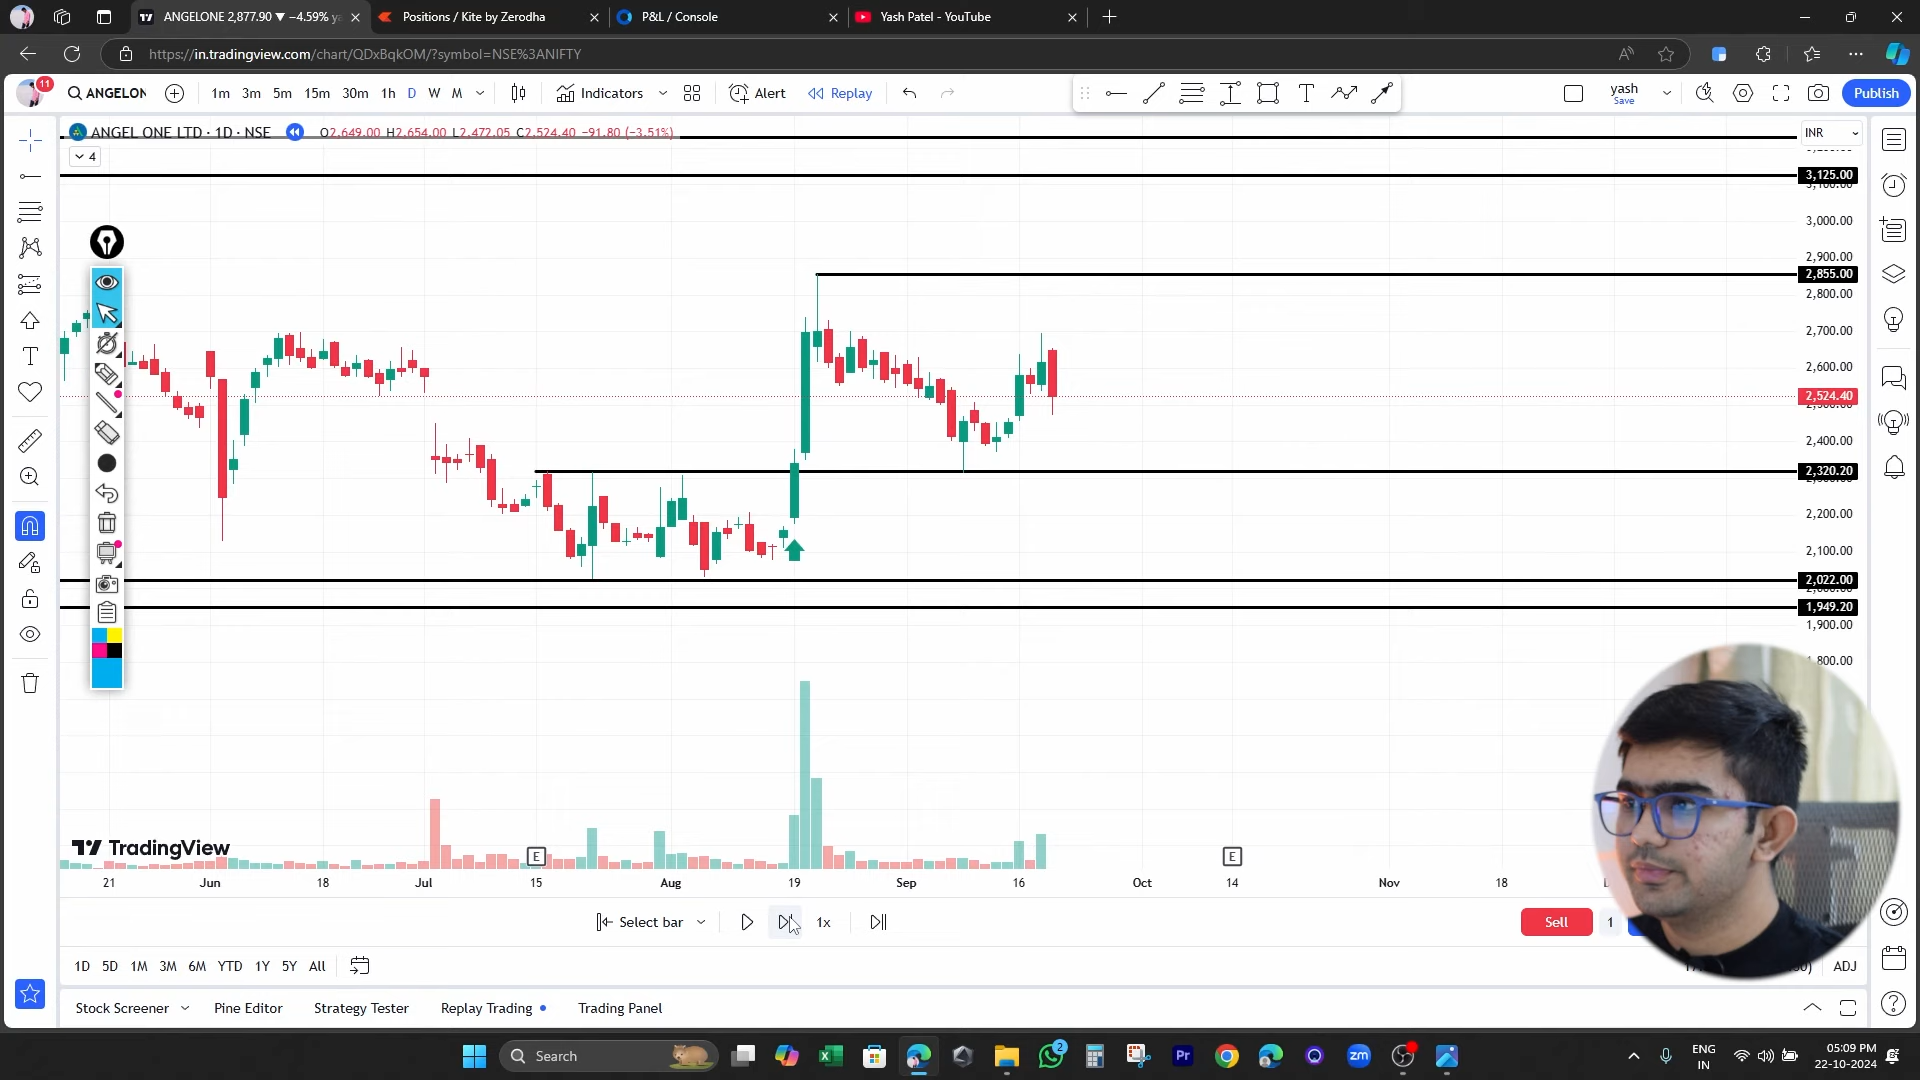 ANGELONE 2,877.90 ▼ −4.59% ya
Positions / Kite by Zerodha
P&L / Console
Yash Patel - YouTube
https://in.tradingview.com/chart/QDxBqkOM/?symbol=NSE%3ANIFTY
11
ANGELON
1m 3m 5m 15m 30m 1h D W M
Indicators
Alert
Replay
yash
Save
Publish
ANGEL ONE LTD · 1D · NSE
O2,649.00 H2,654.00 L2,472.05 C2,524.40 −91.80 (−3.51%)
INR
4
3,125.00
3,000.00
2,900.00
2,855.00
2,800.00
2,700.00
2,600.00
2,524.40
2,400.00
2,320.20
2,200.00
2,100.00
2,022.00
1,949.20
1,900.00
800.00
TradingView
E
E
21 Jun 18 Jul 15 Aug 19 Sep 16 Oct 14 Nov 18
Select bar
1x
Sell
1
1D 5D 1M 3M 6M YTD 1Y 5Y All
ADJ
Stock Screener
Pine Editor
Strategy Tester
Replay Trading
Trading Panel
Search
2
Pr
zm
ENG
IN
05:09 PM
22-10-2024